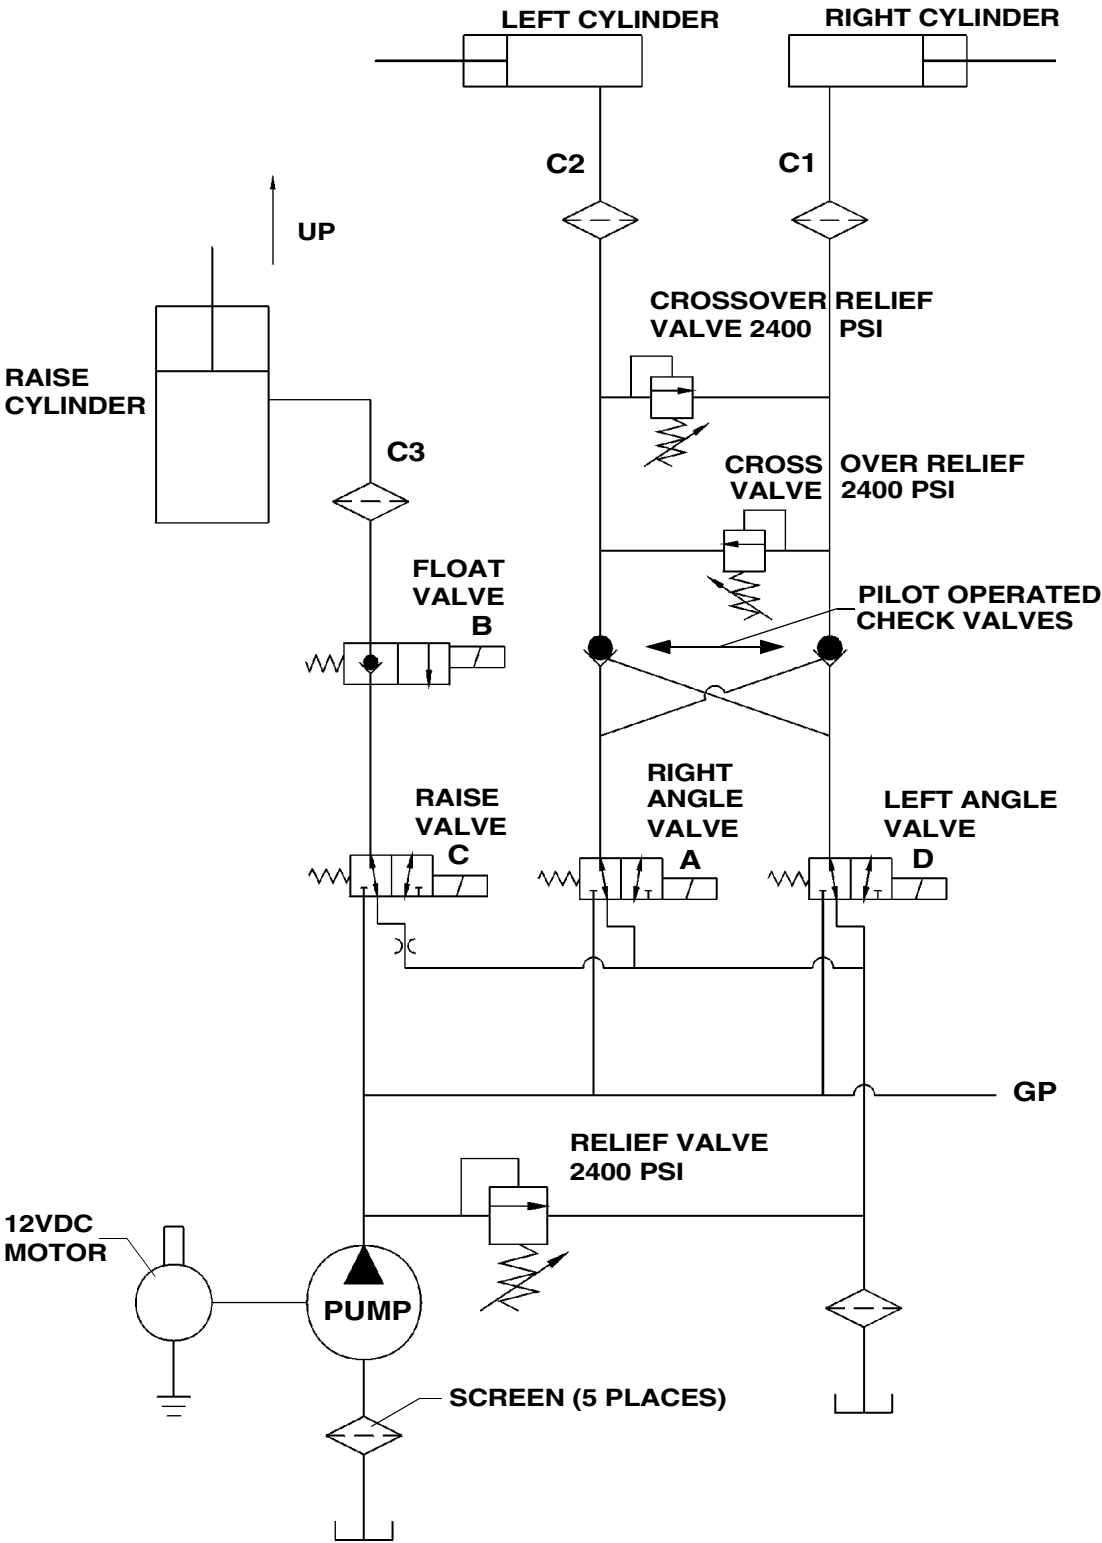 LEFT CYLINDER
RIGHT CYLINDER
C2
C1
UP
CROSSOVER RELIEF
VALVE 2400 PSI
RAISE
CYLINDER
C3
CROSS OVER RELIEF
VALVE 2400 PSI
FLOAT
VALVE
B
PILOT OPERATED
CHECK VALVES
RAISE
VALVE
C
RIGHT
ANGLE
VALVE
A
LEFT ANGLE
VALVE
D
GP
RELIEF VALVE
2400 PSI
12VDC
MOTOR
PUMP
SCREEN (5 PLACES)